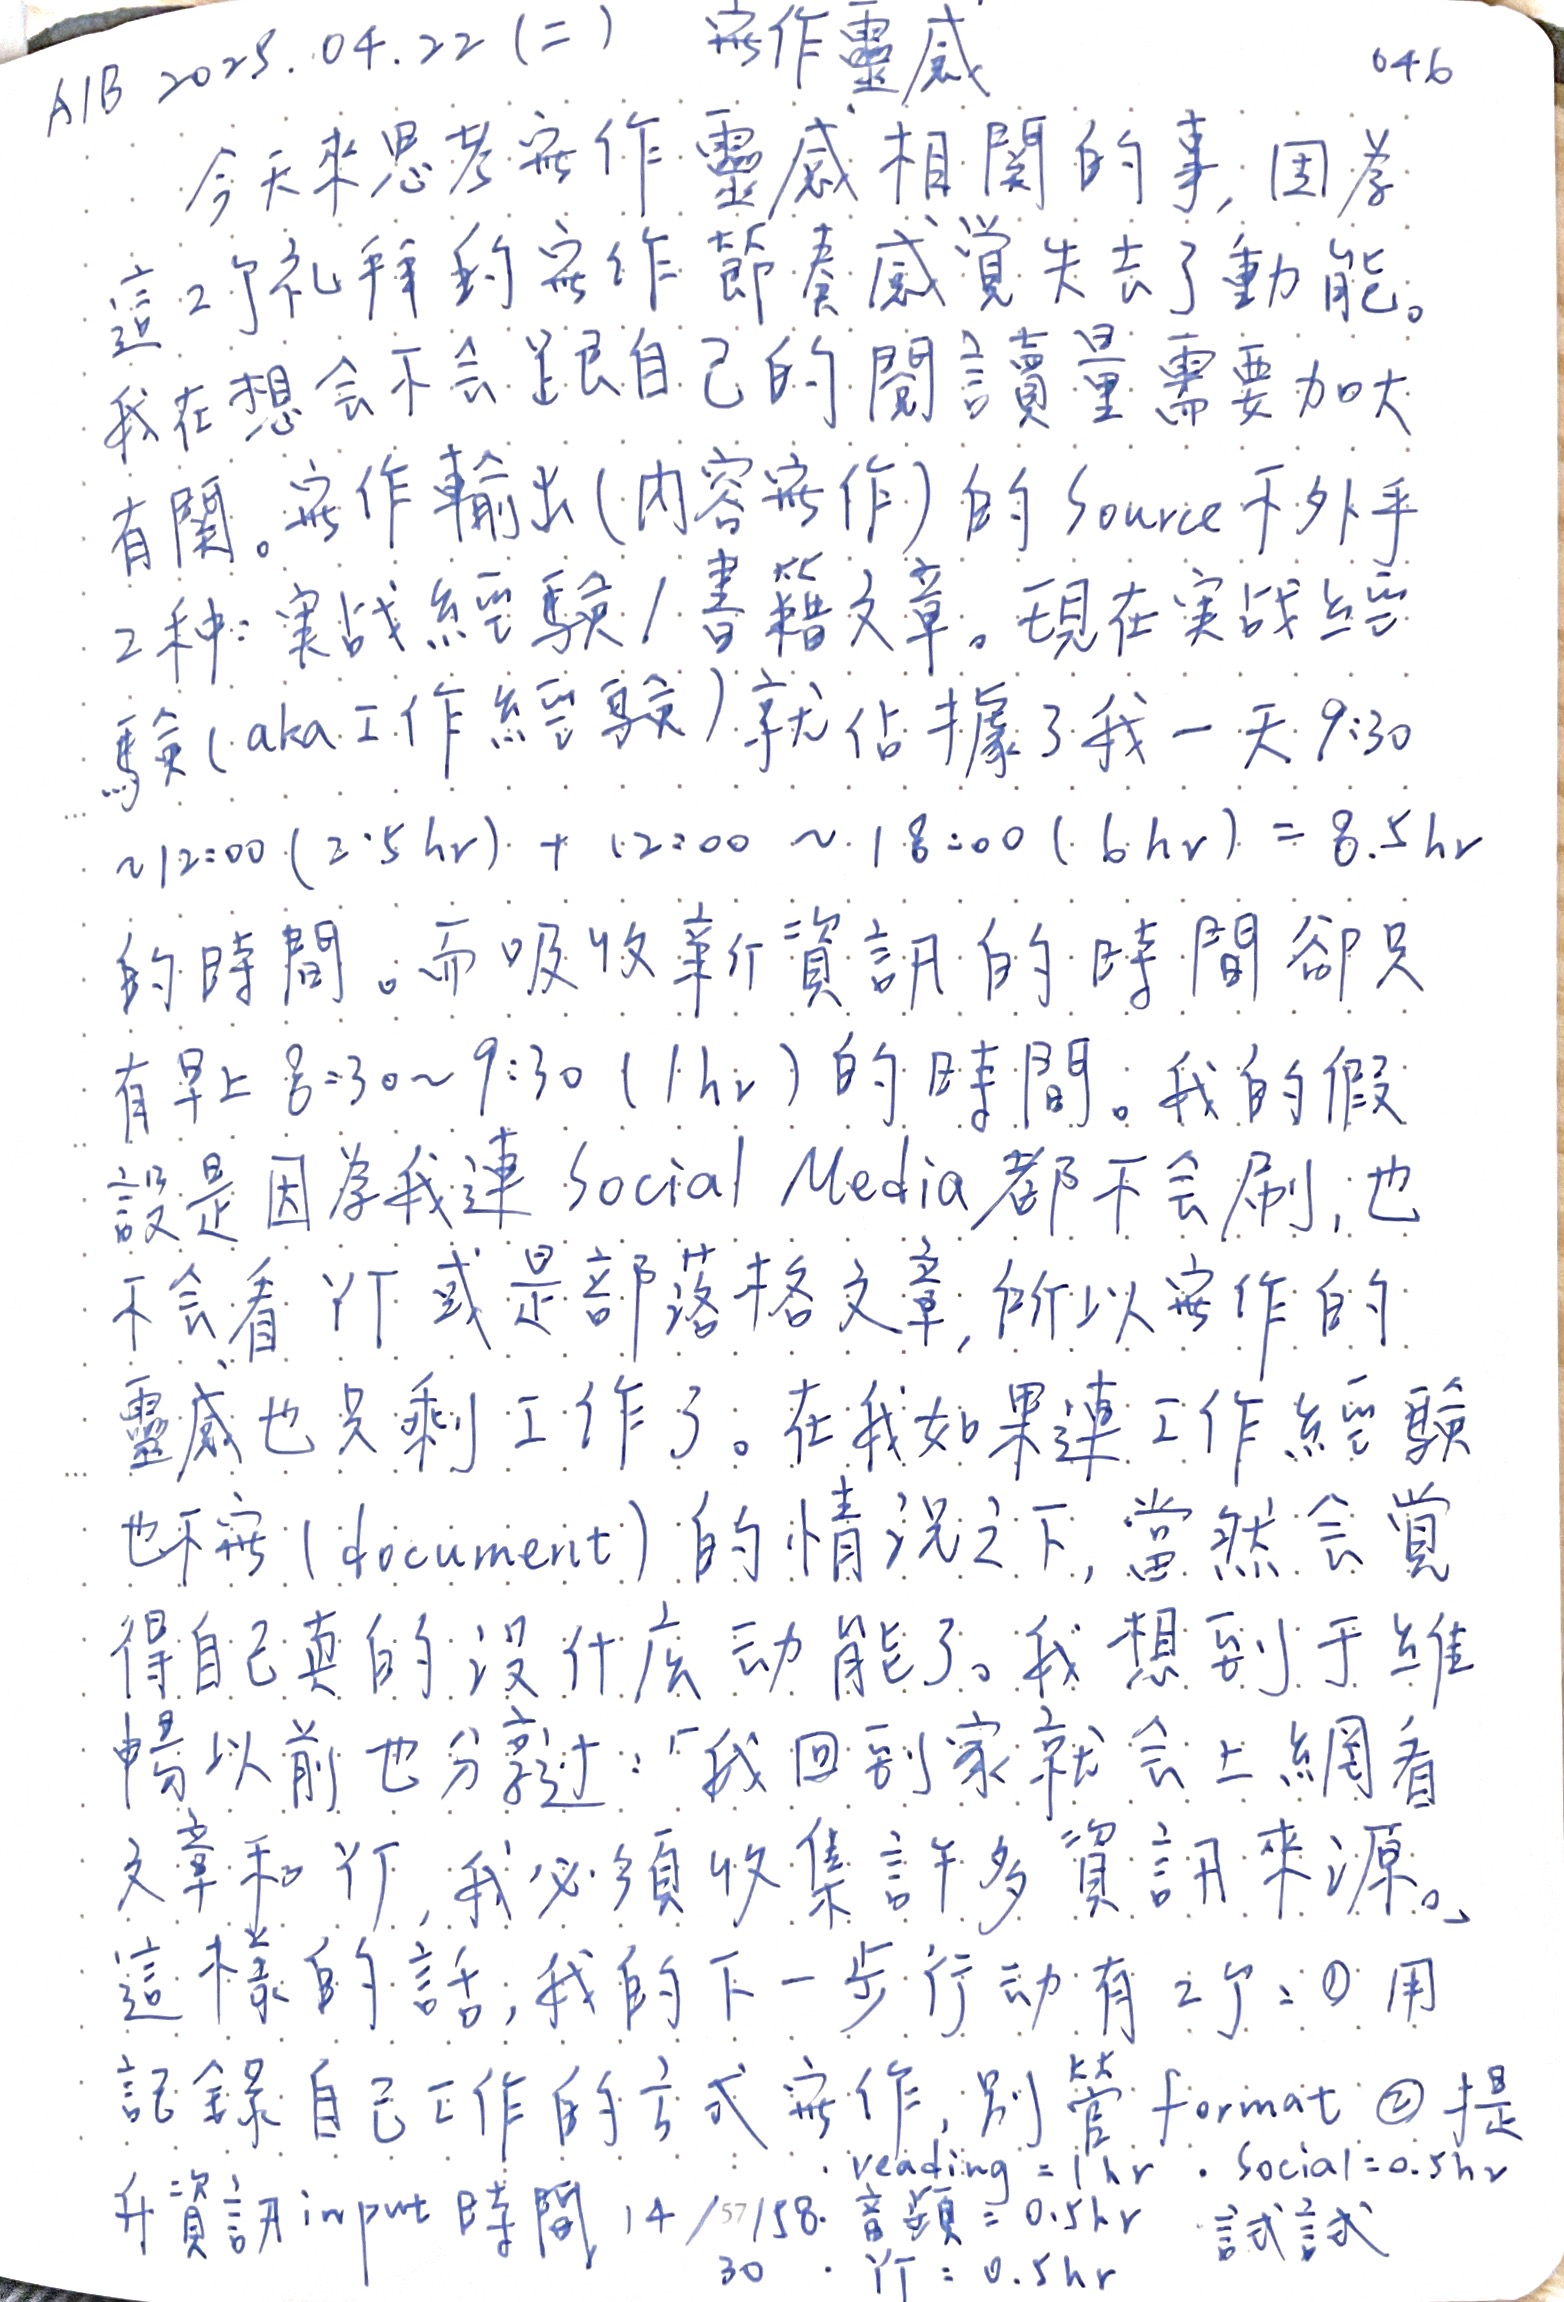 A1B 2025.04.22 (二) 寫作靈感 046
今天來思考寫作靈感相關的事, 因為
這2个礼拜的寫作節奏感覚失去了動能。
我在想会不会跟自己的閱讀量需要加大
有関。寫作輸出(内容寫作)的Source不外乎
2种: 実战經驗/書籍文章。現在実战經
驗(aka工作經驗)就佔據了我一天9:30
~12:00(2.5hr) + 12:00 ~ 18:00(6hr) = 8.5hr
的時間。而吸收新資訊的時間卻只
有早上8:30~9:30(1hr)的時間。我的假
設是因為我連Social Media都不会刷, 也
不会看YT或是部落格文章, 所以寫作的
靈感也只剩工作了。在我如果連工作經驗
也不寫(document)的情況之下, 當然会覚
得自己真的没什広动能了。我想到于維
暢以前也分享过:「我回到家就会上網看
文章和YT, 我必須收集許多資訊來源。」
這樣的話, 我的下一步行动有2个: ① 用
記錄自己工作的方式寫作, 別管format ② 提
升資訊input時間 14/57/58
30
· reading = 1hr · Social = 0.5hr
· 音頻 = 0.5hr 試試
· YT = 0.5hr